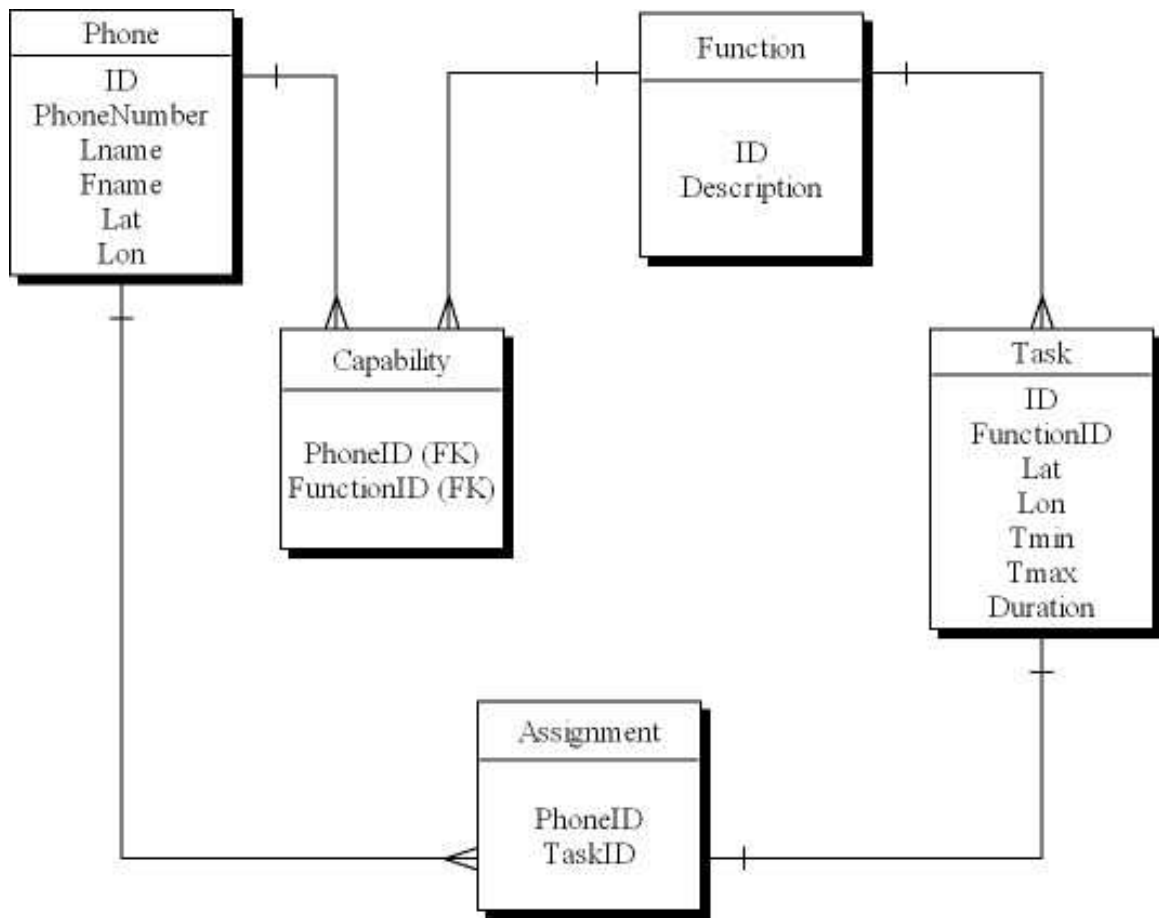 Phone
ID
PhoneNumber
Lname
Fname
Lat
Lon
Function
ID
Description
Capability
PhoneID (FK)
FunctionID (FK)
Task
ID
FunctionID
Lat
Lon
Tmin
Tmax
Duration
Assignment
PhoneID
TaskID